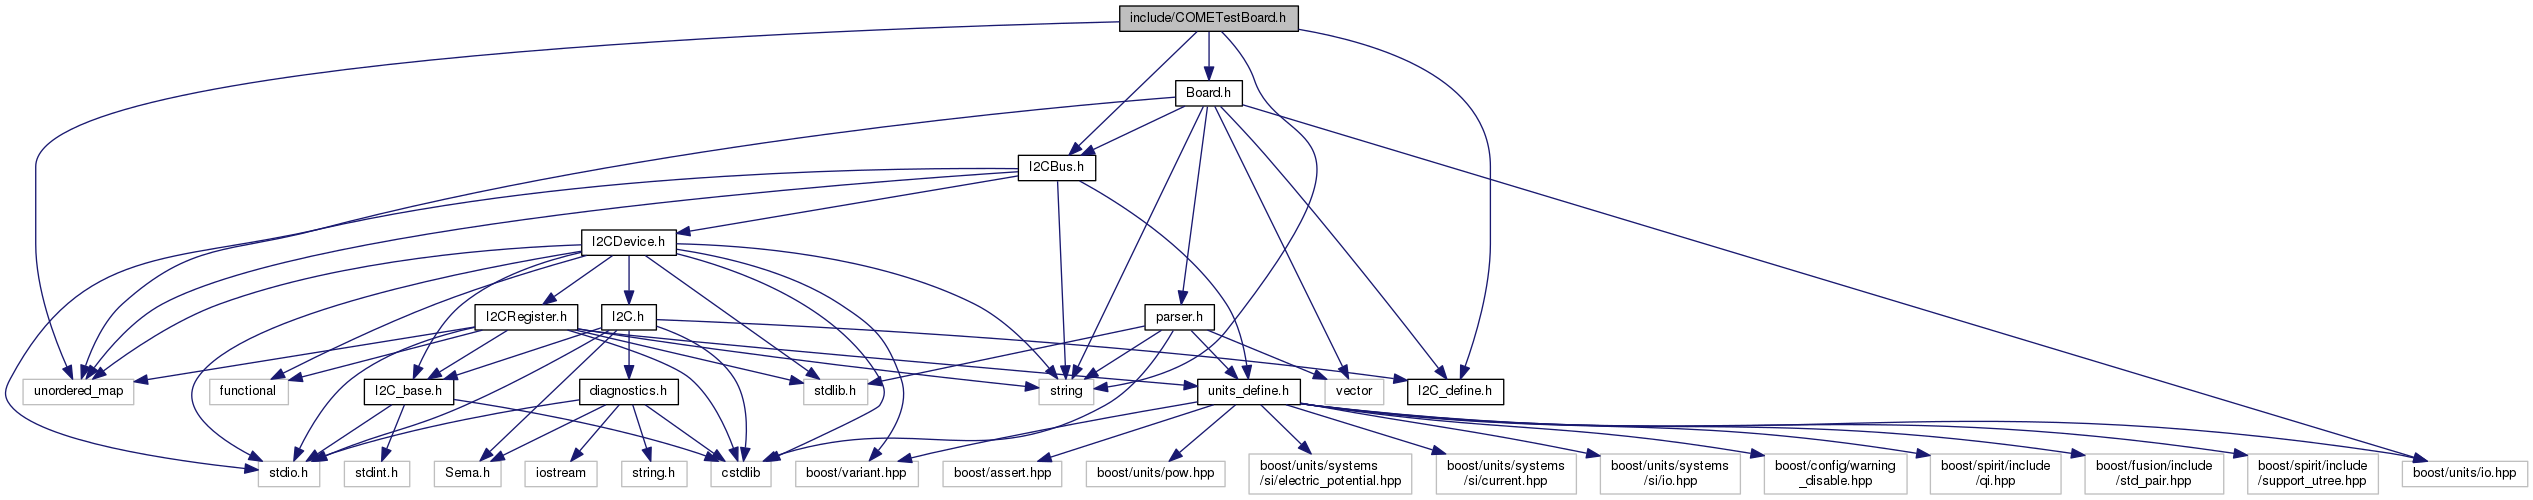 include/COMETestBoard.h
Board.h
I2CBus.h
I2CDevice.h
I2CRegister.h
I2C.h
parser.h
unordered_map
functional
I2C_base.h
diagnostics.h
stdlib.h
string
units_define.h
vector
I2C_define.h
stdio.h
stdint.h
Sema.h
iostream
string.h
cstdlib
boost/variant.hpp
boost/assert.hpp
boost/units/pow.hpp
boost/units/systems
/si/electric_potential.hpp
boost/units/systems
/si/current.hpp
boost/units/systems
/si/io.hpp
boost/config/warning
_disable.hpp
boost/spirit/include
/qi.hpp
boost/fusion/include
/std_pair.hpp
boost/spirit/include
/support_utree.hpp
boost/units/io.hpp